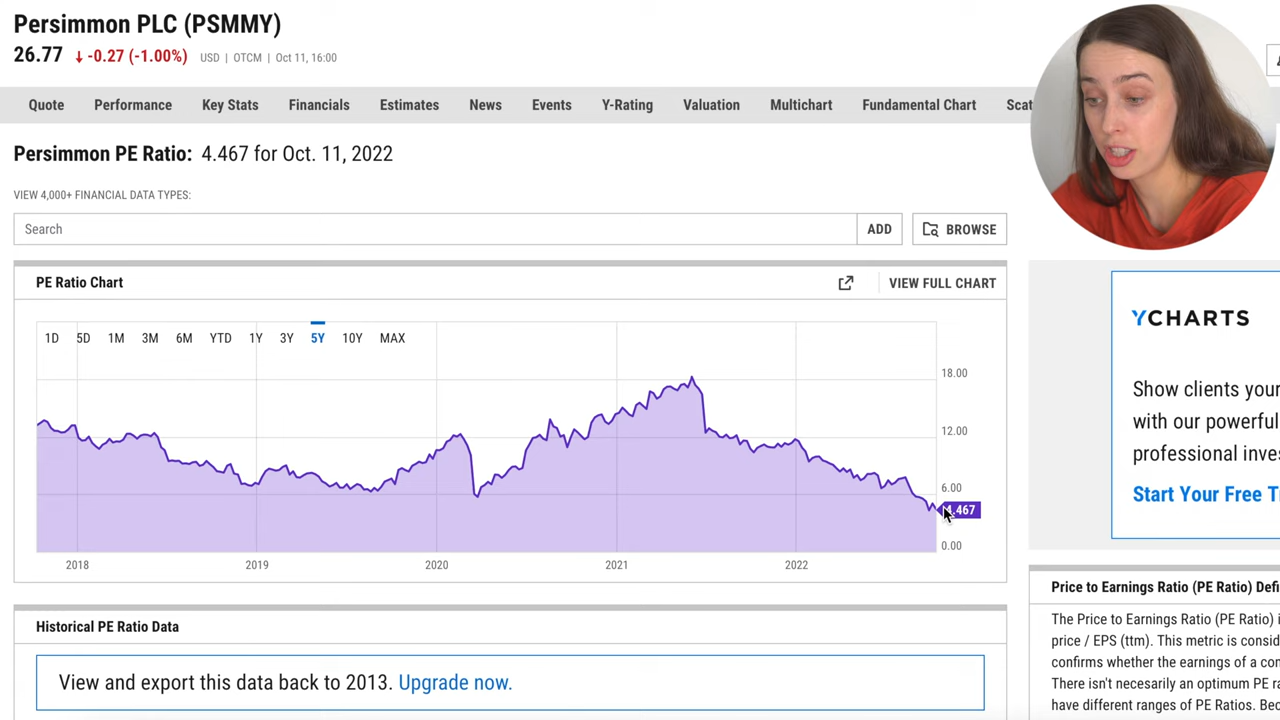 Persimmon PLC (PSMMY)
26.77 ↓ -0.27 (-1.00%) USD | OTCM | Oct 11, 16:00
Quote Performance Key Stats Financials Estimates News Events Y-Rating Valuation Multichart Fundamental Chart Scat
Persimmon PE Ratio: 4.467 for Oct. 11, 2022
VIEW 4,000+ FINANCIAL DATA TYPES:
Search ADD BROWSE
PE Ratio Chart VIEW FULL CHART
1D 5D 1M 3M 6M YTD 1Y 3Y 5Y 10Y MAX
18.00
12.00
6.00
4.467
0.00
2018 2019 2020 2021 2022
Historical PE Ratio Data
View and export this data back to 2013. Upgrade now.
YCHARTS
Show clients your
with our powerful
professional inve
Start Your Free T
Price to Earnings Ratio (PE Ratio) Defi
The Price to Earnings Ratio (PE Ratio) i
price / EPS (ttm). This metric is consid
confirms whether the earnings of a co
There isn't necesarily an optimum PE ra
have different ranges of PE Ratios. Bec